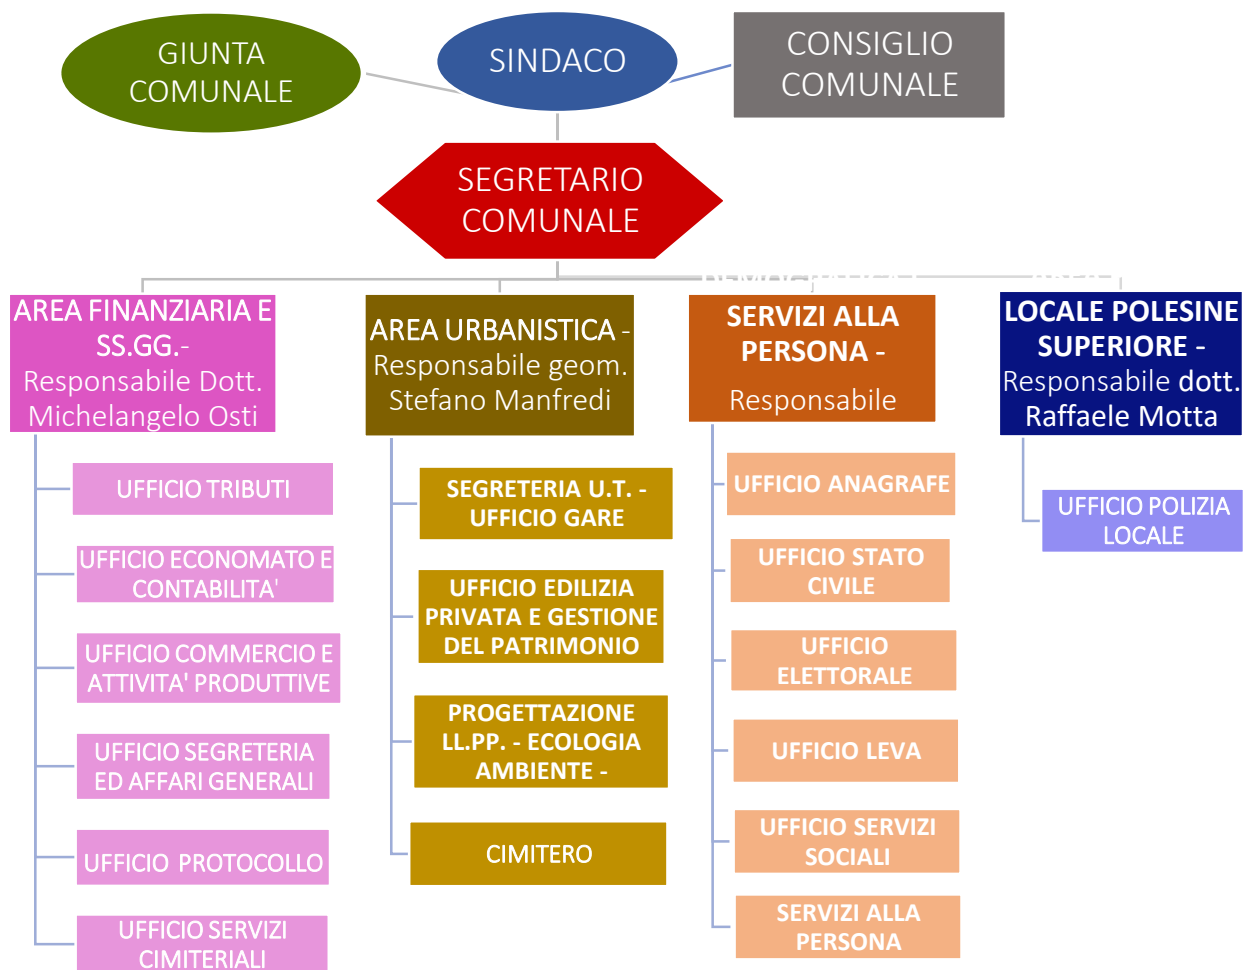 GIUNTA
COMUNALE
SINDACO
CONSIGLIO
COMUNALE
SEGRETARIO
COMUNALE
AREA FINANZIARIA E
SS.GG.-
Responsabile Dott.
Michelangelo Osti
UFFICIO TRIBUTI
UFFICIO ECONOMATO E
CONTABILITA'
UFFICIO COMMERCIO E
ATTIVITA' PRODUTTIVE
UFFICIO SEGRETERIA
ED AFFARI GENERALI
UFFICIO PROTOCOLLO
UFFICIO SERVIZI
CIMITERIALI
AREA URBANISTICA -
Responsabile geom.
Stefano Manfredi
SEGRETERIA U.T. -
UFFICIO GARE
UFFICIO EDILIZIA
PRIVATA E GESTIONE
DEL PATRIMONIO
PROGETTAZIONE
LL.PP. - ECOLOGIA
AMBIENTE -
CIMITERO
SERVIZI ALLA
PERSONA -
Responsabile
UFFICIO ANAGRAFE
UFFICIO STATO
CIVILE
UFFICIO
ELETTORALE
UFFICIO LEVA
UFFICIO SERVIZI
SOCIALI
SERVIZI ALLA
PERSONA
LOCALE POLESINE
SUPERIORE -
Responsabile dott.
Raffaele Motta
UFFICIO POLIZIA
LOCALE